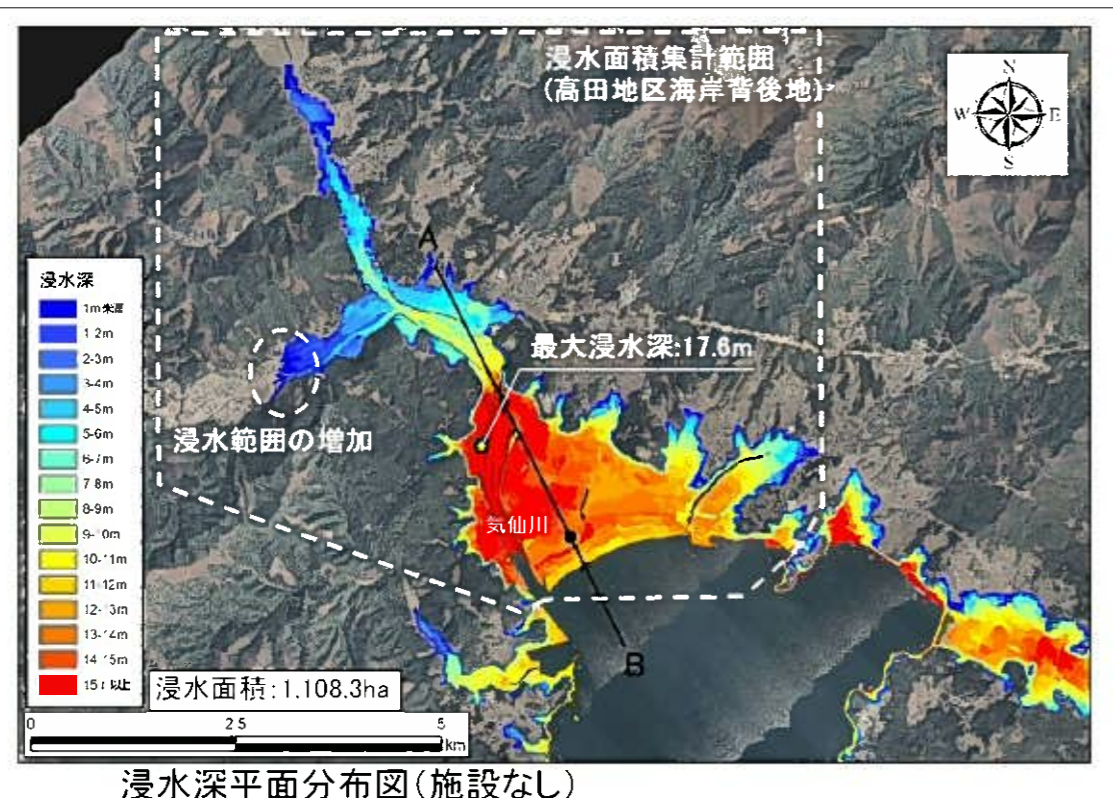 浸水面積集計範囲
(高田地区海岸背後地)
N
W E
S
A
浸水深
1m未満
1-2m
2-3m
3-4m
4-5m
5-6m
6-7m
7-8m
8-9m
9-10m
10-11m
11-12m
12-13m
13-14m
14-15m
15m以上
最大浸水深:17.6m
浸水範囲の増加
気仙川
B
浸水面積:1,108.3ha
0 2.5 5
km
浸水深平面分布図(施設なし)